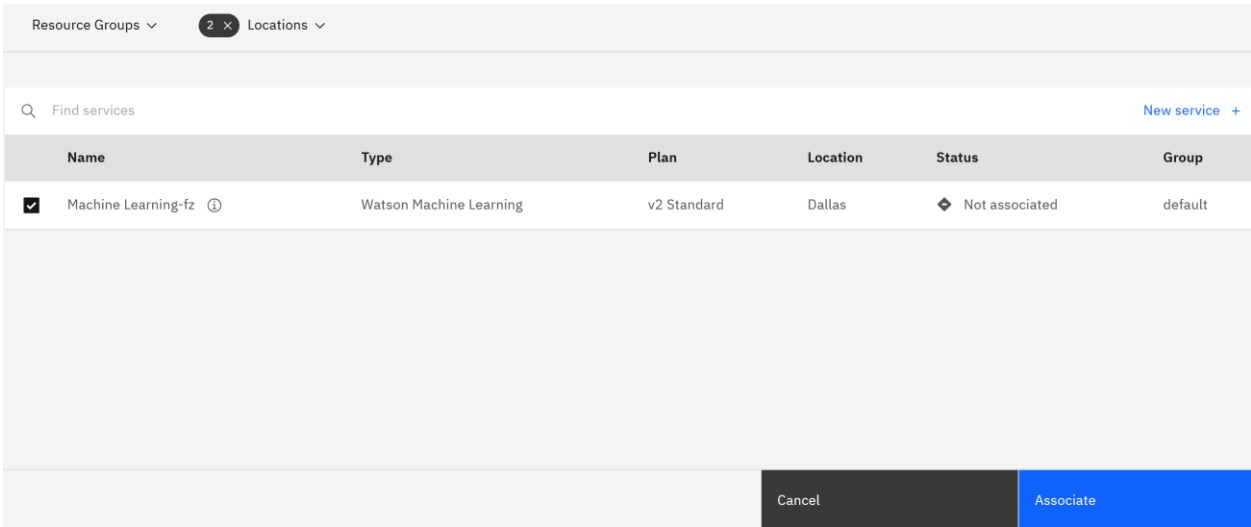 Resource Groups 2 × Locations
Find services New service +
Name Type Plan Location Status Group
Machine Learning-fz Watson Machine Learning v2 Standard Dallas Not associated default
Cancel Associate